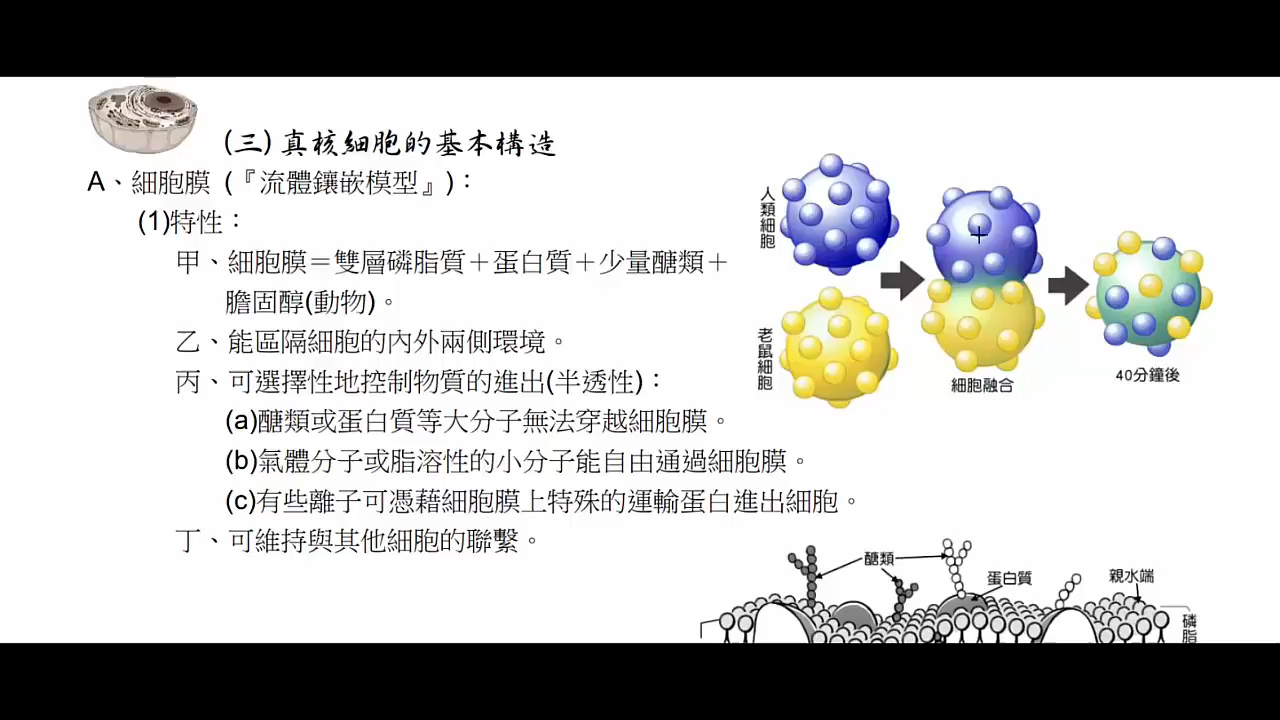 (三) 真核細胞的基本構造
A、細胞膜 (『流體鑲嵌模型』)：
(1)特性：
甲、細胞膜＝雙層磷脂質＋蛋白質＋少量醣類＋
膽固醇(動物)。
乙、能區隔細胞的內外兩側環境。
丙、可選擇性地控制物質的進出(半透性)：
(a)醣類或蛋白質等大分子無法穿越細胞膜。
(b)氣體分子或脂溶性的小分子能自由通過細胞膜。
(c)有些離子可憑藉細胞膜上特殊的運輸蛋白進出細胞。
丁、可維持與其他細胞的聯繫。
人類細胞
老鼠細胞
細胞融合
40分鐘後
醣類
蛋白質
親水端
磷脂